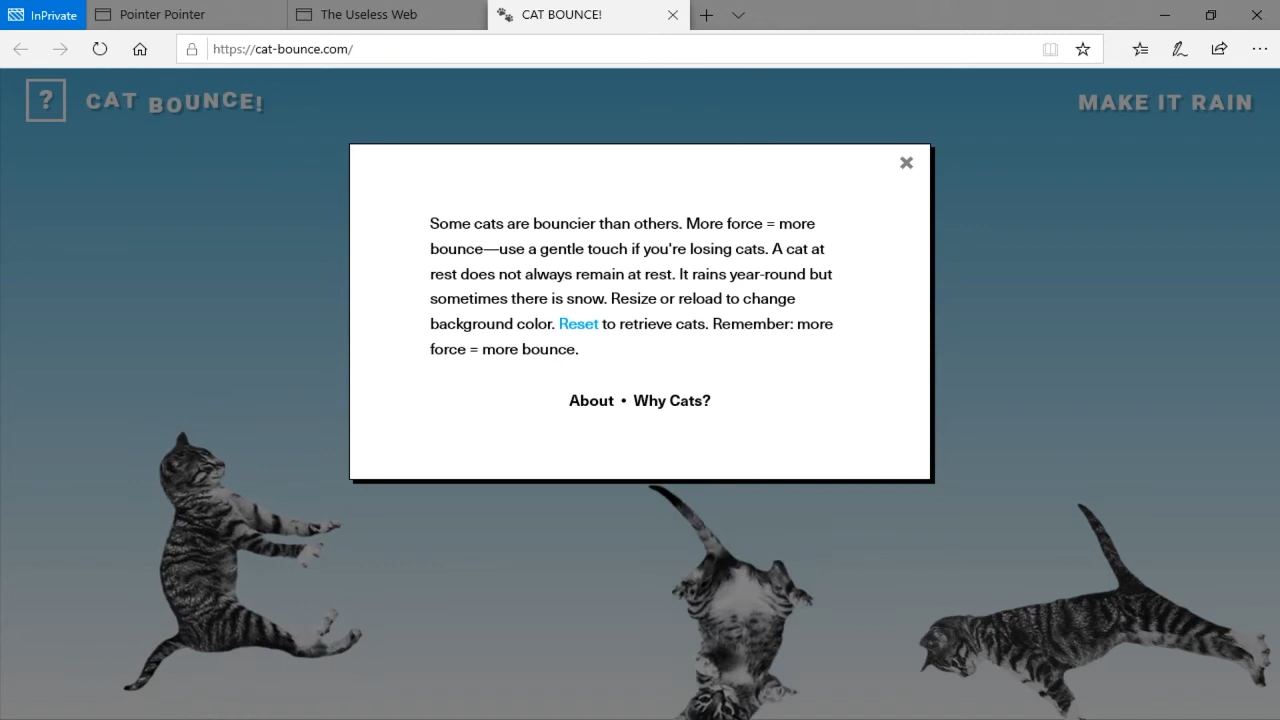 InPrivate
Pointer Pointer
The Useless Web
CAT BOUNCE!
https://cat-bounce.com/
? CAT BOUNCE!
MAKE IT RAIN
Some cats are bouncier than others. More force = more
bounce—use a gentle touch if you're losing cats. A cat at
rest does not always remain at rest. It rains year-round but
sometimes there is snow. Resize or reload to change
background color. Reset to retrieve cats. Remember: more
force = more bounce.
About • Why Cats?